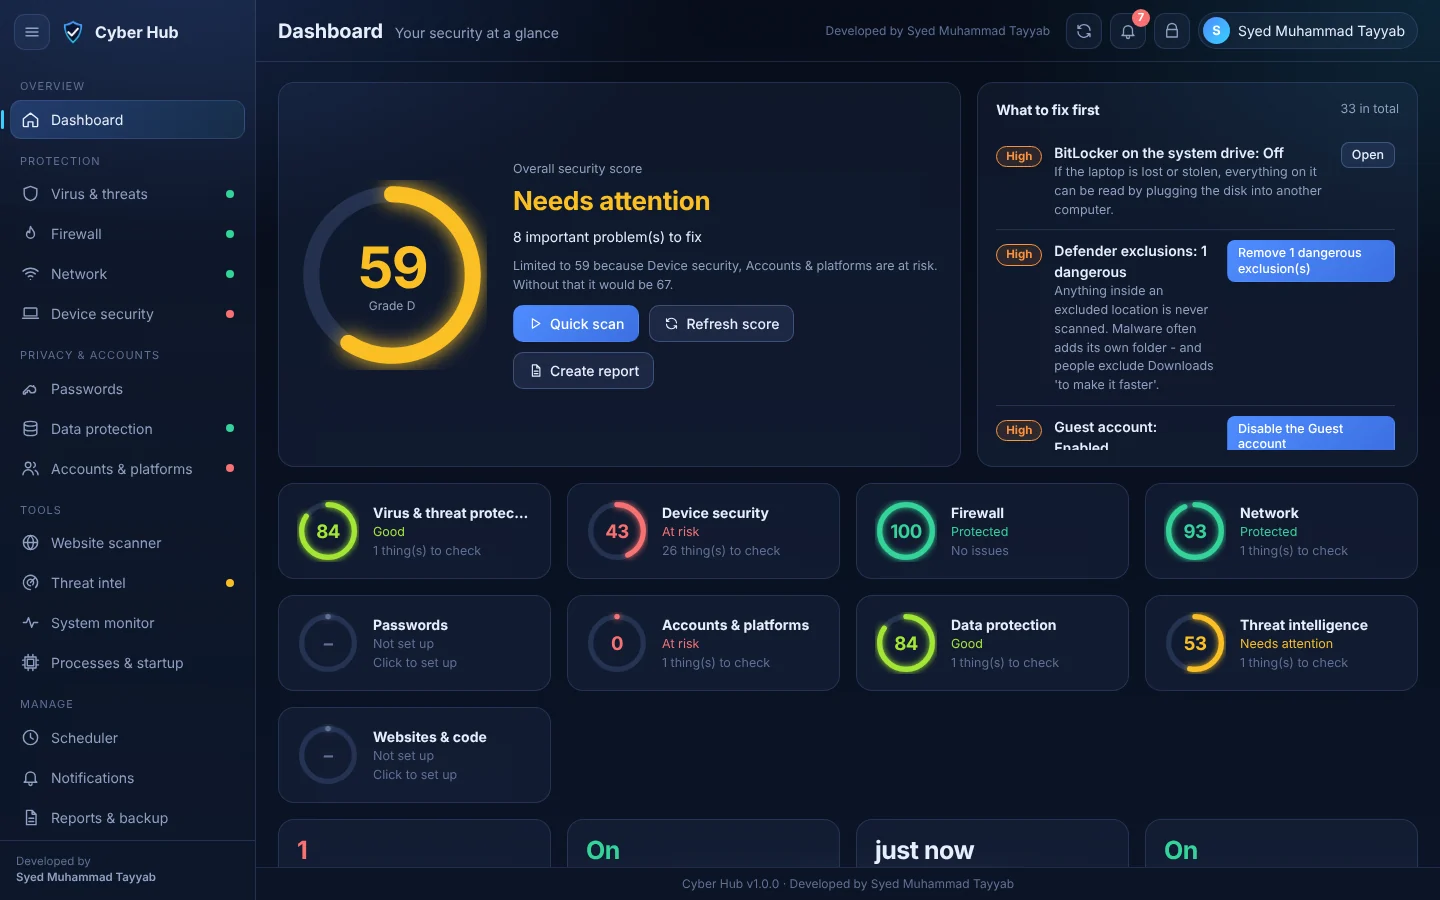 Cyber Hub
OVERVIEW
Dashboard
PROTECTION
Virus & threats
Firewall
Network
Device security
PRIVACY & ACCOUNTS
Passwords
Data protection
Accounts & platforms
TOOLS
Website scanner
Threat intel
System monitor
Processes & startup
MANAGE
Scheduler
Notifications
Reports & backup
Developed by
Syed Muhammad Tayyab
Dashboard Your security at a glance
Developed by Syed Muhammad Tayyab
7
S Syed Muhammad Tayyab
59
Grade D
Overall security score
Needs attention
8 important problem(s) to fix
Limited to 59 because Device security, Accounts & platforms are at risk.
Without that it would be 67.
Quick scan
Refresh score
Create report
What to fix first
33 in total
High
BitLocker on the system drive: Off
If the laptop is lost or stolen, everything on it
can be read by plugging the disk into another
computer.
Open
High
Defender exclusions: 1
dangerous
Anything inside an
excluded location is never
scanned. Malware often
adds its own folder - and
people exclude Downloads
'to make it faster'.
Remove 1 dangerous
exclusion(s)
High
Guest account:
Enabled
Disable the Guest
account
84
Virus & threat protec...
Good
1 thing(s) to check
43
Device security
At risk
26 thing(s) to check
100
Firewall
Protected
No issues
93
Network
Protected
1 thing(s) to check
–
Passwords
Not set up
Click to set up
0
Accounts & platforms
At risk
1 thing(s) to check
84
Data protection
Good
1 thing(s) to check
53
Threat intelligence
Needs attention
1 thing(s) to check
–
Websites & code
Not set up
Click to set up
1
On
just now
On
Cyber Hub v1.0.0 · Developed by Syed Muhammad Tayyab